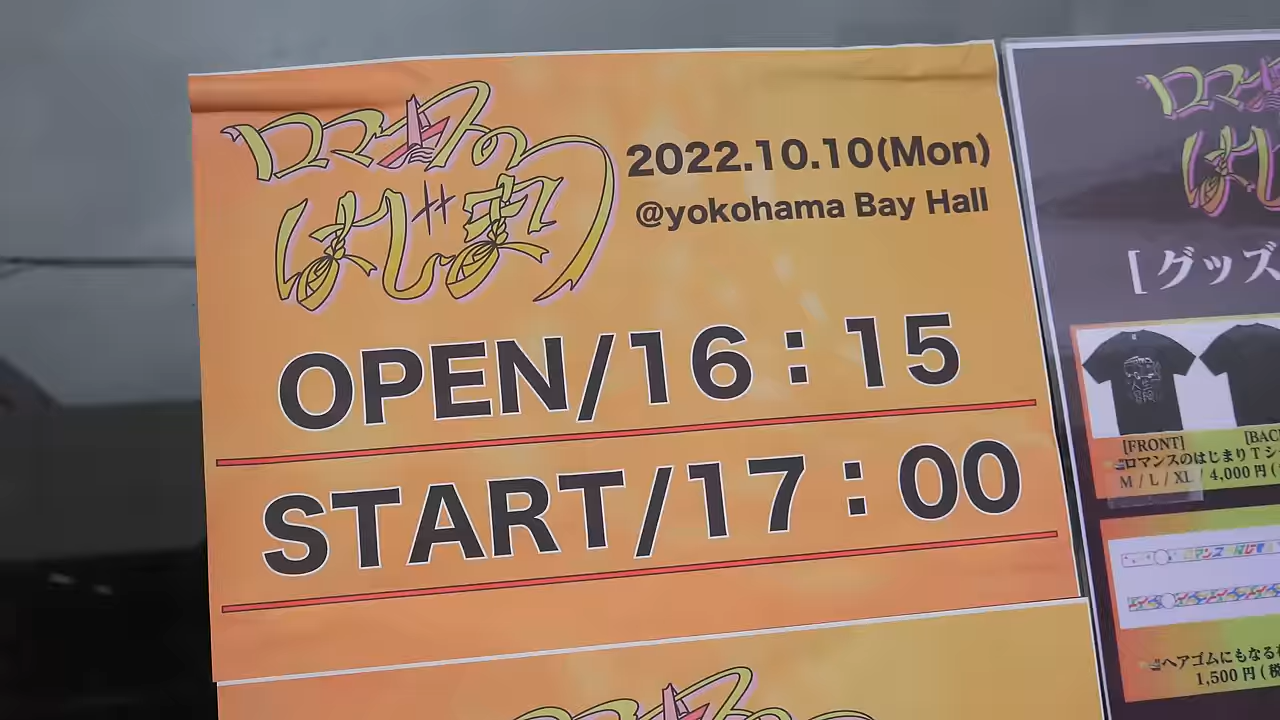 ロマンスの
はじまり
2022.10.10(Mon)
@yokohama Bay Hall
OPEN/16：15
START/17：00
[グッズ
[FRONT]
ロマンスのはじまりT
M / L / XL / 4,000円
ロマンスのはじま
ヘアゴムにもなる
1,500円(税